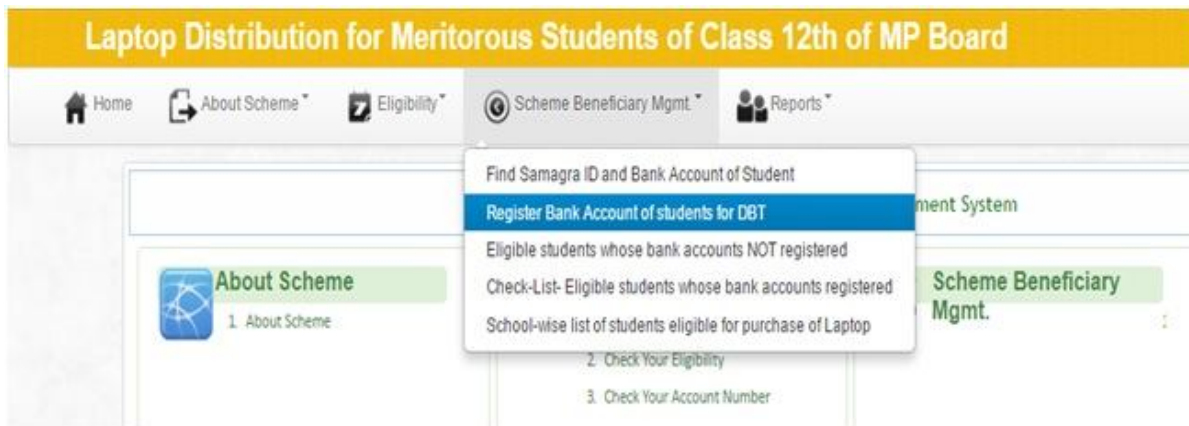 Laptop Distribution for Meritorous Students of Class 12th of MP Board
Home About Scheme Eligibility Scheme Beneficiary Mgmt. Reports
Find Samagra ID and Bank Account of Student
Register Bank Account of students for DBT
ment System
Eligible students whose bank accounts NOT registered
Check-List- Eligible students whose bank accounts registered
School-wise list of students eligible for purchase of Laptop
About Scheme
1. About Scheme
2. Check Your Eligibility
3. Check Your Account Number
Scheme Beneficiary
Mgmt.